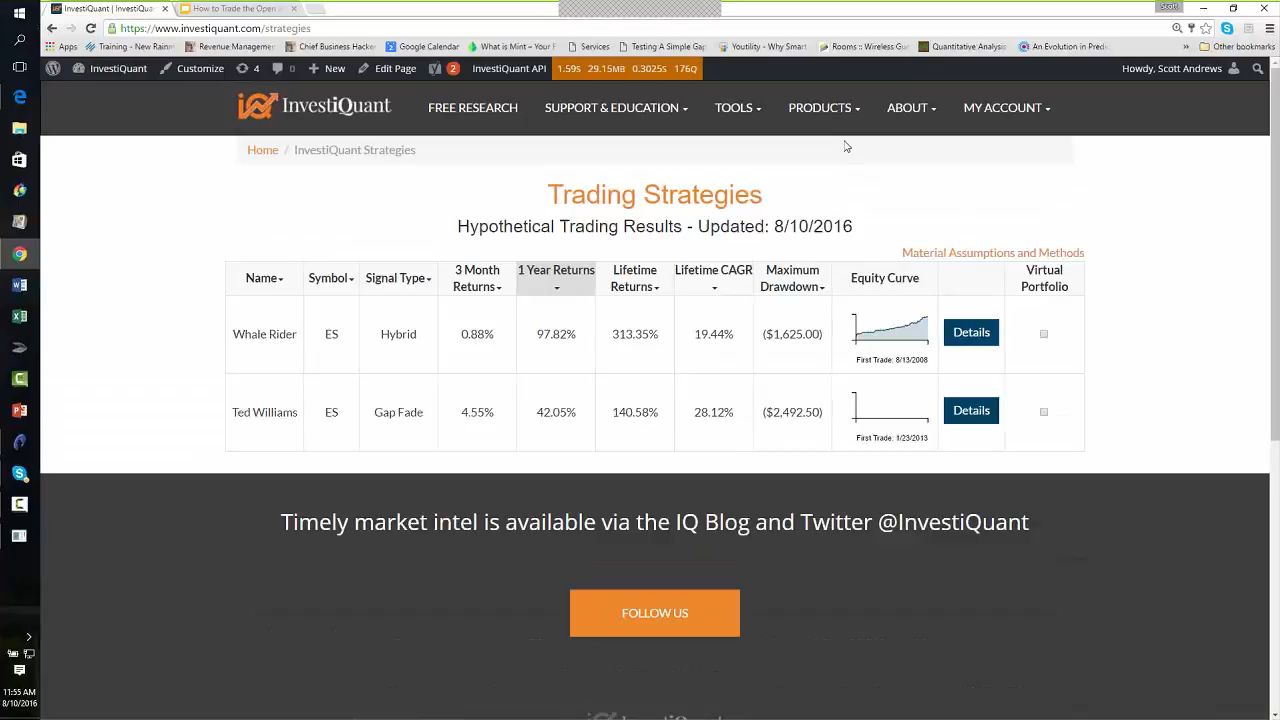 InvestiQuant | InvestiQua
How to Trade the Open w
Scott
https://www.investiquant.com/strategies
Apps
Training - New Rainm
Revenue Managemen
Chief Business Hacker
Google Calendar
What is Mint – Your F
Services
Testing A Simple Gap
Youtility - Why Smart
Rooms :: Wireless Gu
Quantitative Analysis
An Evolution in Predi
Other bookmarks
InvestiQuant
Customize
4
New
Edit Page
2
InvestiQuant API
1.59S 29.15MB 0.3025S 176Q
Howdy, Scott Andrews
InvestiQuant
FREE RESEARCH
SUPPORT & EDUCATION
TOOLS
PRODUCTS
ABOUT
MY ACCOUNT
Home / InvestiQuant Strategies
Trading Strategies
Hypothetical Trading Results - Updated: 8/10/2016
Material Assumptions and Methods
Name
Symbol
Signal Type
3 Month Returns
1 Year Returns
Lifetime Returns
Lifetime CAGR
Maximum Drawdown
Equity Curve
Virtual Portfolio
Whale Rider ES Hybrid 0.88% 97.82% 313.35% 19.44% ($1,625.00) Details
First Trade: 8/13/2008
Ted Williams ES Gap Fade 4.55% 42.05% 140.58% 28.12% ($2,492.50) Details
First Trade: 1/23/2013
Timely market intel is available via the IQ Blog and Twitter @InvestiQuant
FOLLOW US
11:55 AM
8/10/2016